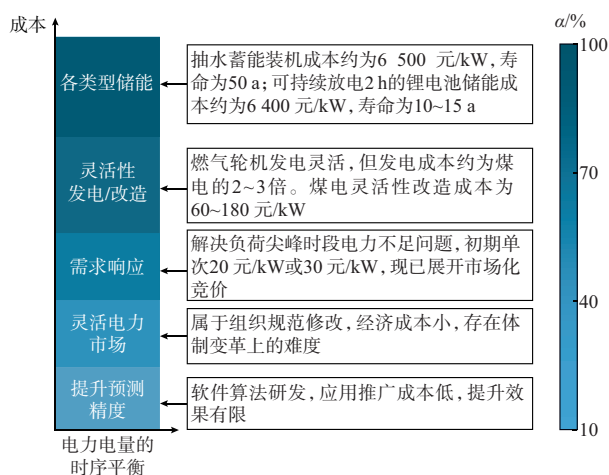 成本
α/%
各类型储能
抽水蓄能装机成本约为6 500 元/kW, 寿
命为50 a; 可持续放电2 h的锂电池储能成
本约为6 400 元/kW, 寿命为10~15 a
100
灵活性
发电/改造
燃气轮机发电灵活, 但发电成本约为煤
电的2~3倍。煤电灵活性改造成本为
60~180 元/kW
70
需求响应
解决负荷尖峰时段电力不足问题, 初期单
次20 元/kW或30 元/kW, 现已展开市场化
竞价
灵活电力
市场
属于组织规范修改, 经济成本小, 存在体
制变革上的难度
40
提升预测
精度
软件算法研发, 应用推广成本低, 提升效
果有限
10
电力电量的
时序平衡